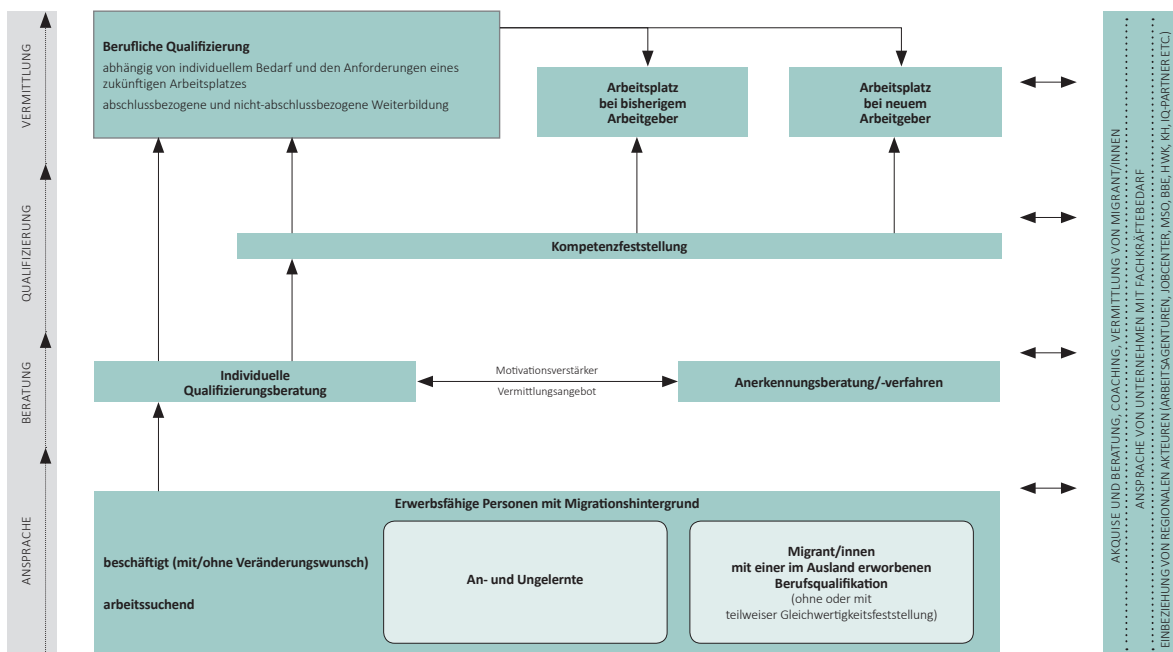 VERMITTLUNG
QUALIFIZIERUNG
BERATUNG
ANSPRACHE
Berufliche Qualifizierung
abhängig von individuellem Bedarf und den Anforderungen eines
zukünftigen Arbeitsplatzes
abschlussbezogene und nicht-abschlussbezogene Weiterbildung
Arbeitsplatz
bei bisherigem
Arbeitgeber
Arbeitsplatz
bei neuem
Arbeitgeber
Kompetenzfeststellung
Individuelle
Qualifizierungsberatung
Motivationsverstärker
Vermittlungsangebot
Anerkennungsberatung/-verfahren
Erwerbsfähige Personen mit Migrationshintergrund
beschäftigt (mit/ohne Veränderungswunsch)
arbeitssuchend
An- und Ungelernte
Migrant/innen
mit einer im Ausland erworbenen
Berufsqualifikation
(ohne oder mit
teilweiser Gleichwertigkeitsfeststellung)
AKQUISE UND BERATUNG, COACHING, VERMITTLUNG VON MIGRANT/INNEN
ANSPRACHE VON UNTERNEHMEN MIT FACHKRÄFTEBEDARF
EINBEZIEHUNG VON REGIONALEN AKTEUREN (ARBEITSAGENTUREN, JOBCENTER, MSO, BBE, HWK, KH, IQ-PARTNER ETC.)